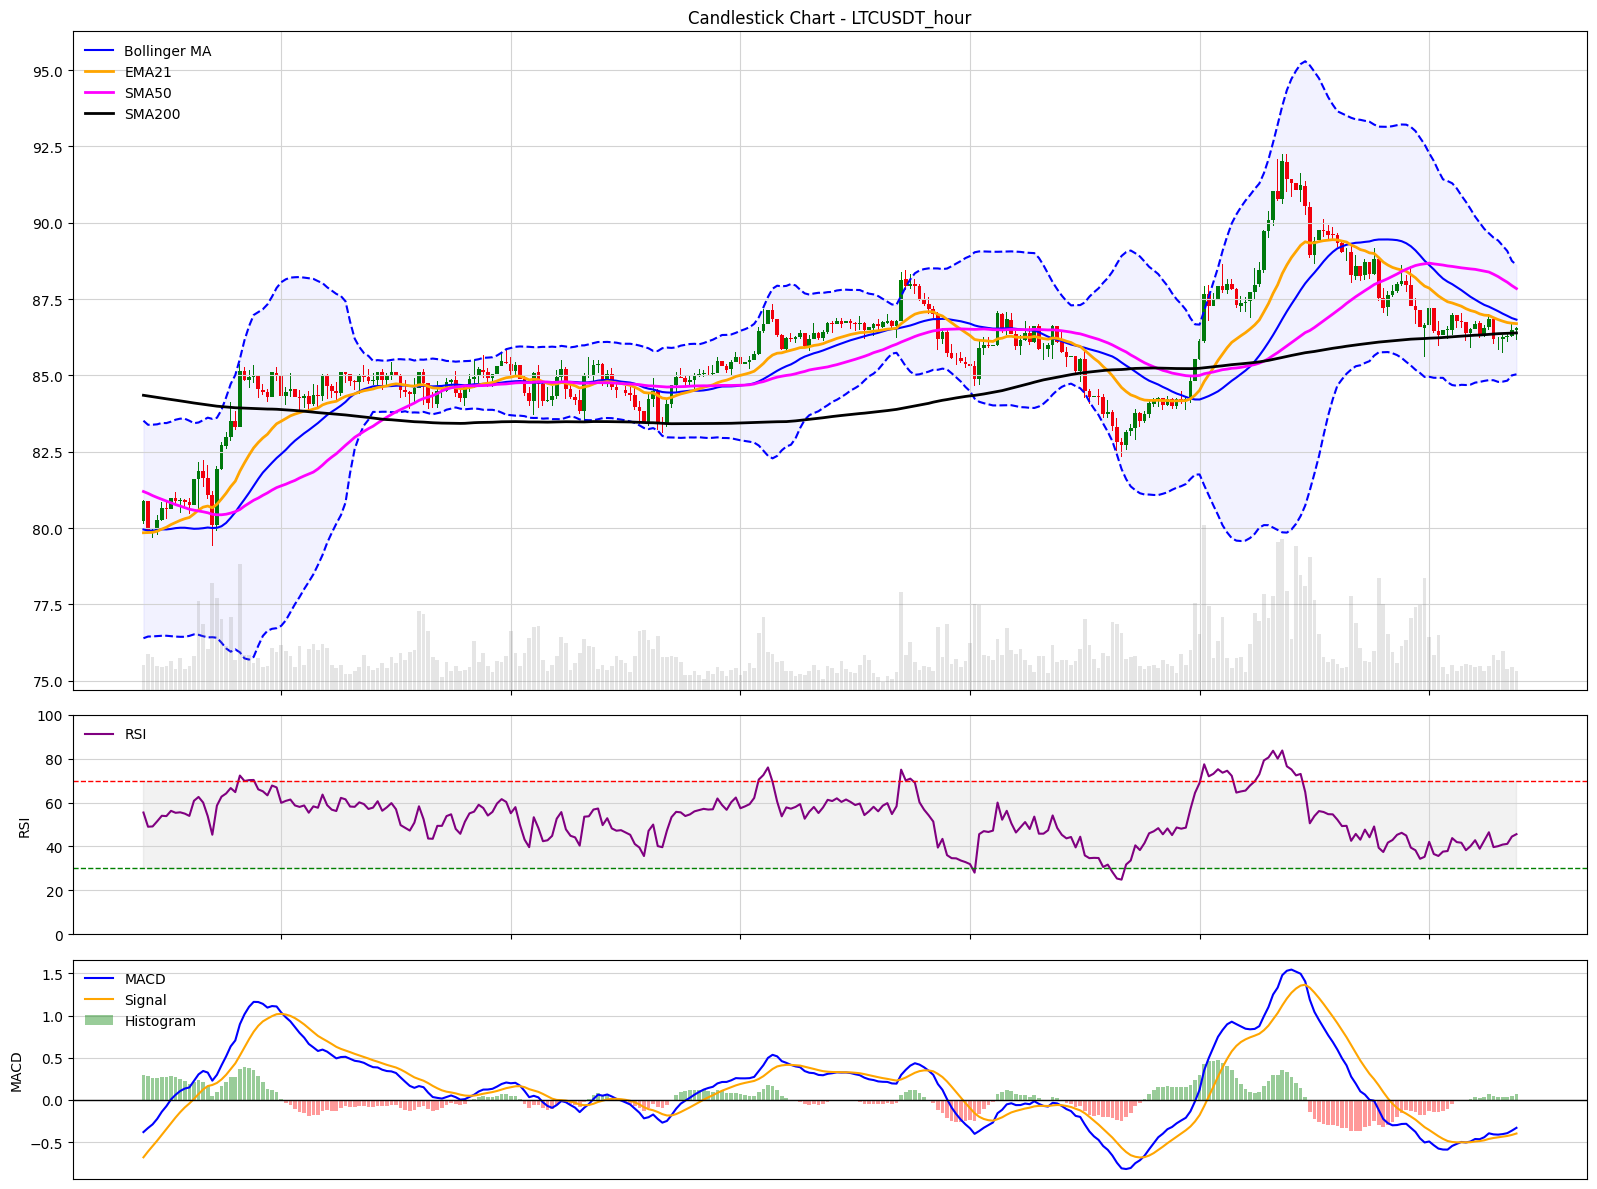 Candlestick Chart - LTCUSDT_hour
Bollinger MA
EMA21
SMA50
SMA200
95.0
92.5
90.0
87.5
85.0
82.5
80.0
77.5
75.0
RSI
100
80
60
40
20
0
RSI
MACD
Signal
Histogram
1.5
1.0
0.5
0.0
−0.5
MACD